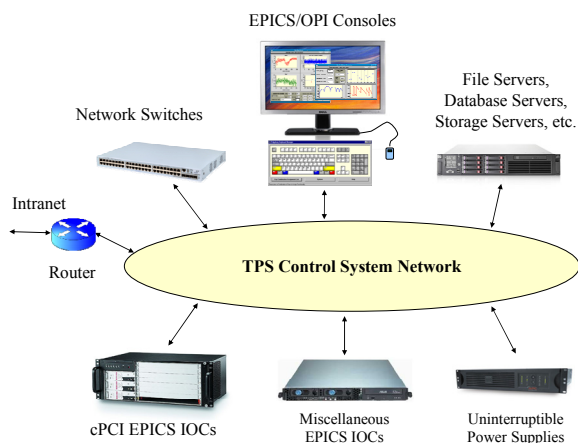 EPICS/OPI Consoles
Network Switches
File Servers,
Database Servers,
Storage Servers, etc.
Intranet
Router
TPS Control System Network
cPCI EPICS IOCs
Miscellaneous
EPICS IOCs
Uninterruptible
Power Supplies